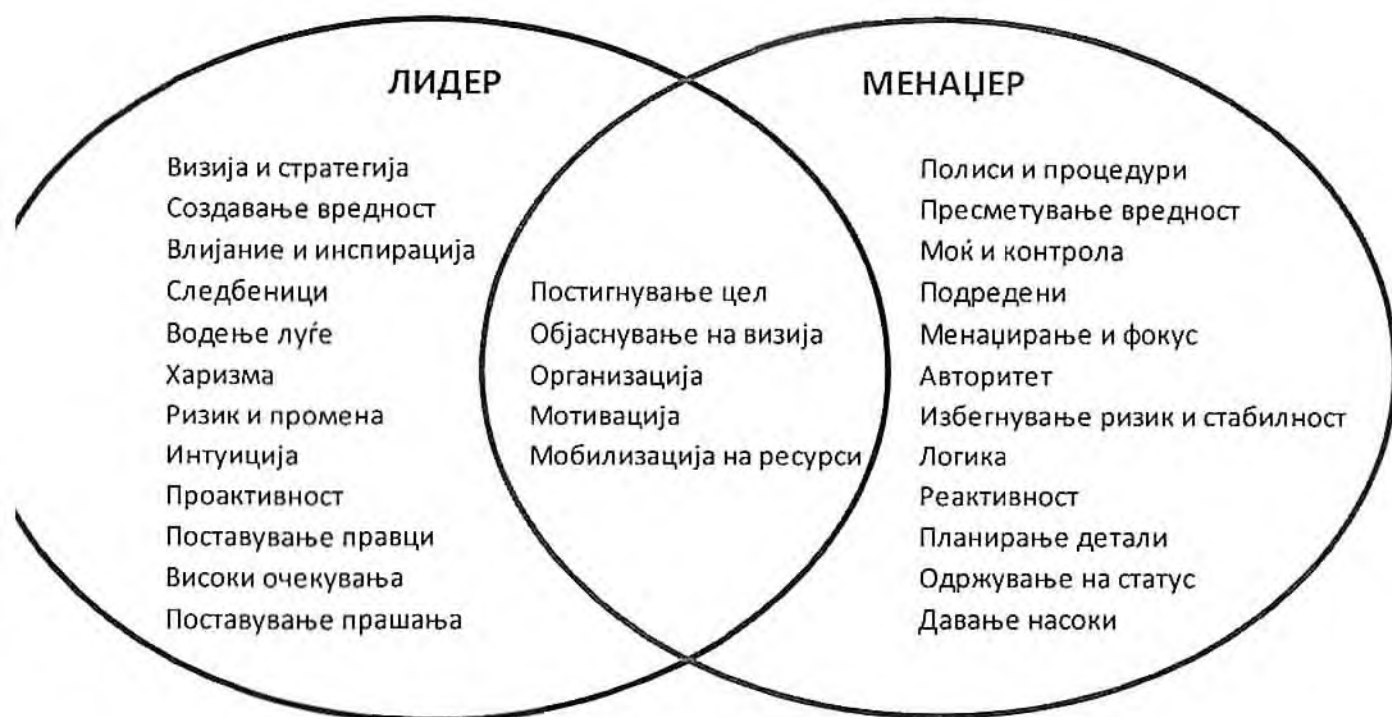 ЛИДЕР
Визија и стратегија
Создавање вредност
Влијание и инспирација
Следбеници
Водење луѓе
Харизма
Ризик и промена
Интуиција
Проактивност
Поставување правци
Високи очекувања
Поставување прашања
Постигнување цел
Објаснување на визија
Организација
Мотивација
Мобилизација на ресурси
МЕНАЏЕР
Полиси и процедури
Пресметување вредност
Моќ и контрола
Подредени
Менаџирање и фокус
Авторитет
Избегнување ризик и стабилност
Логика
Реактивност
Планирање детали
Одржување на статус
Давање насоки